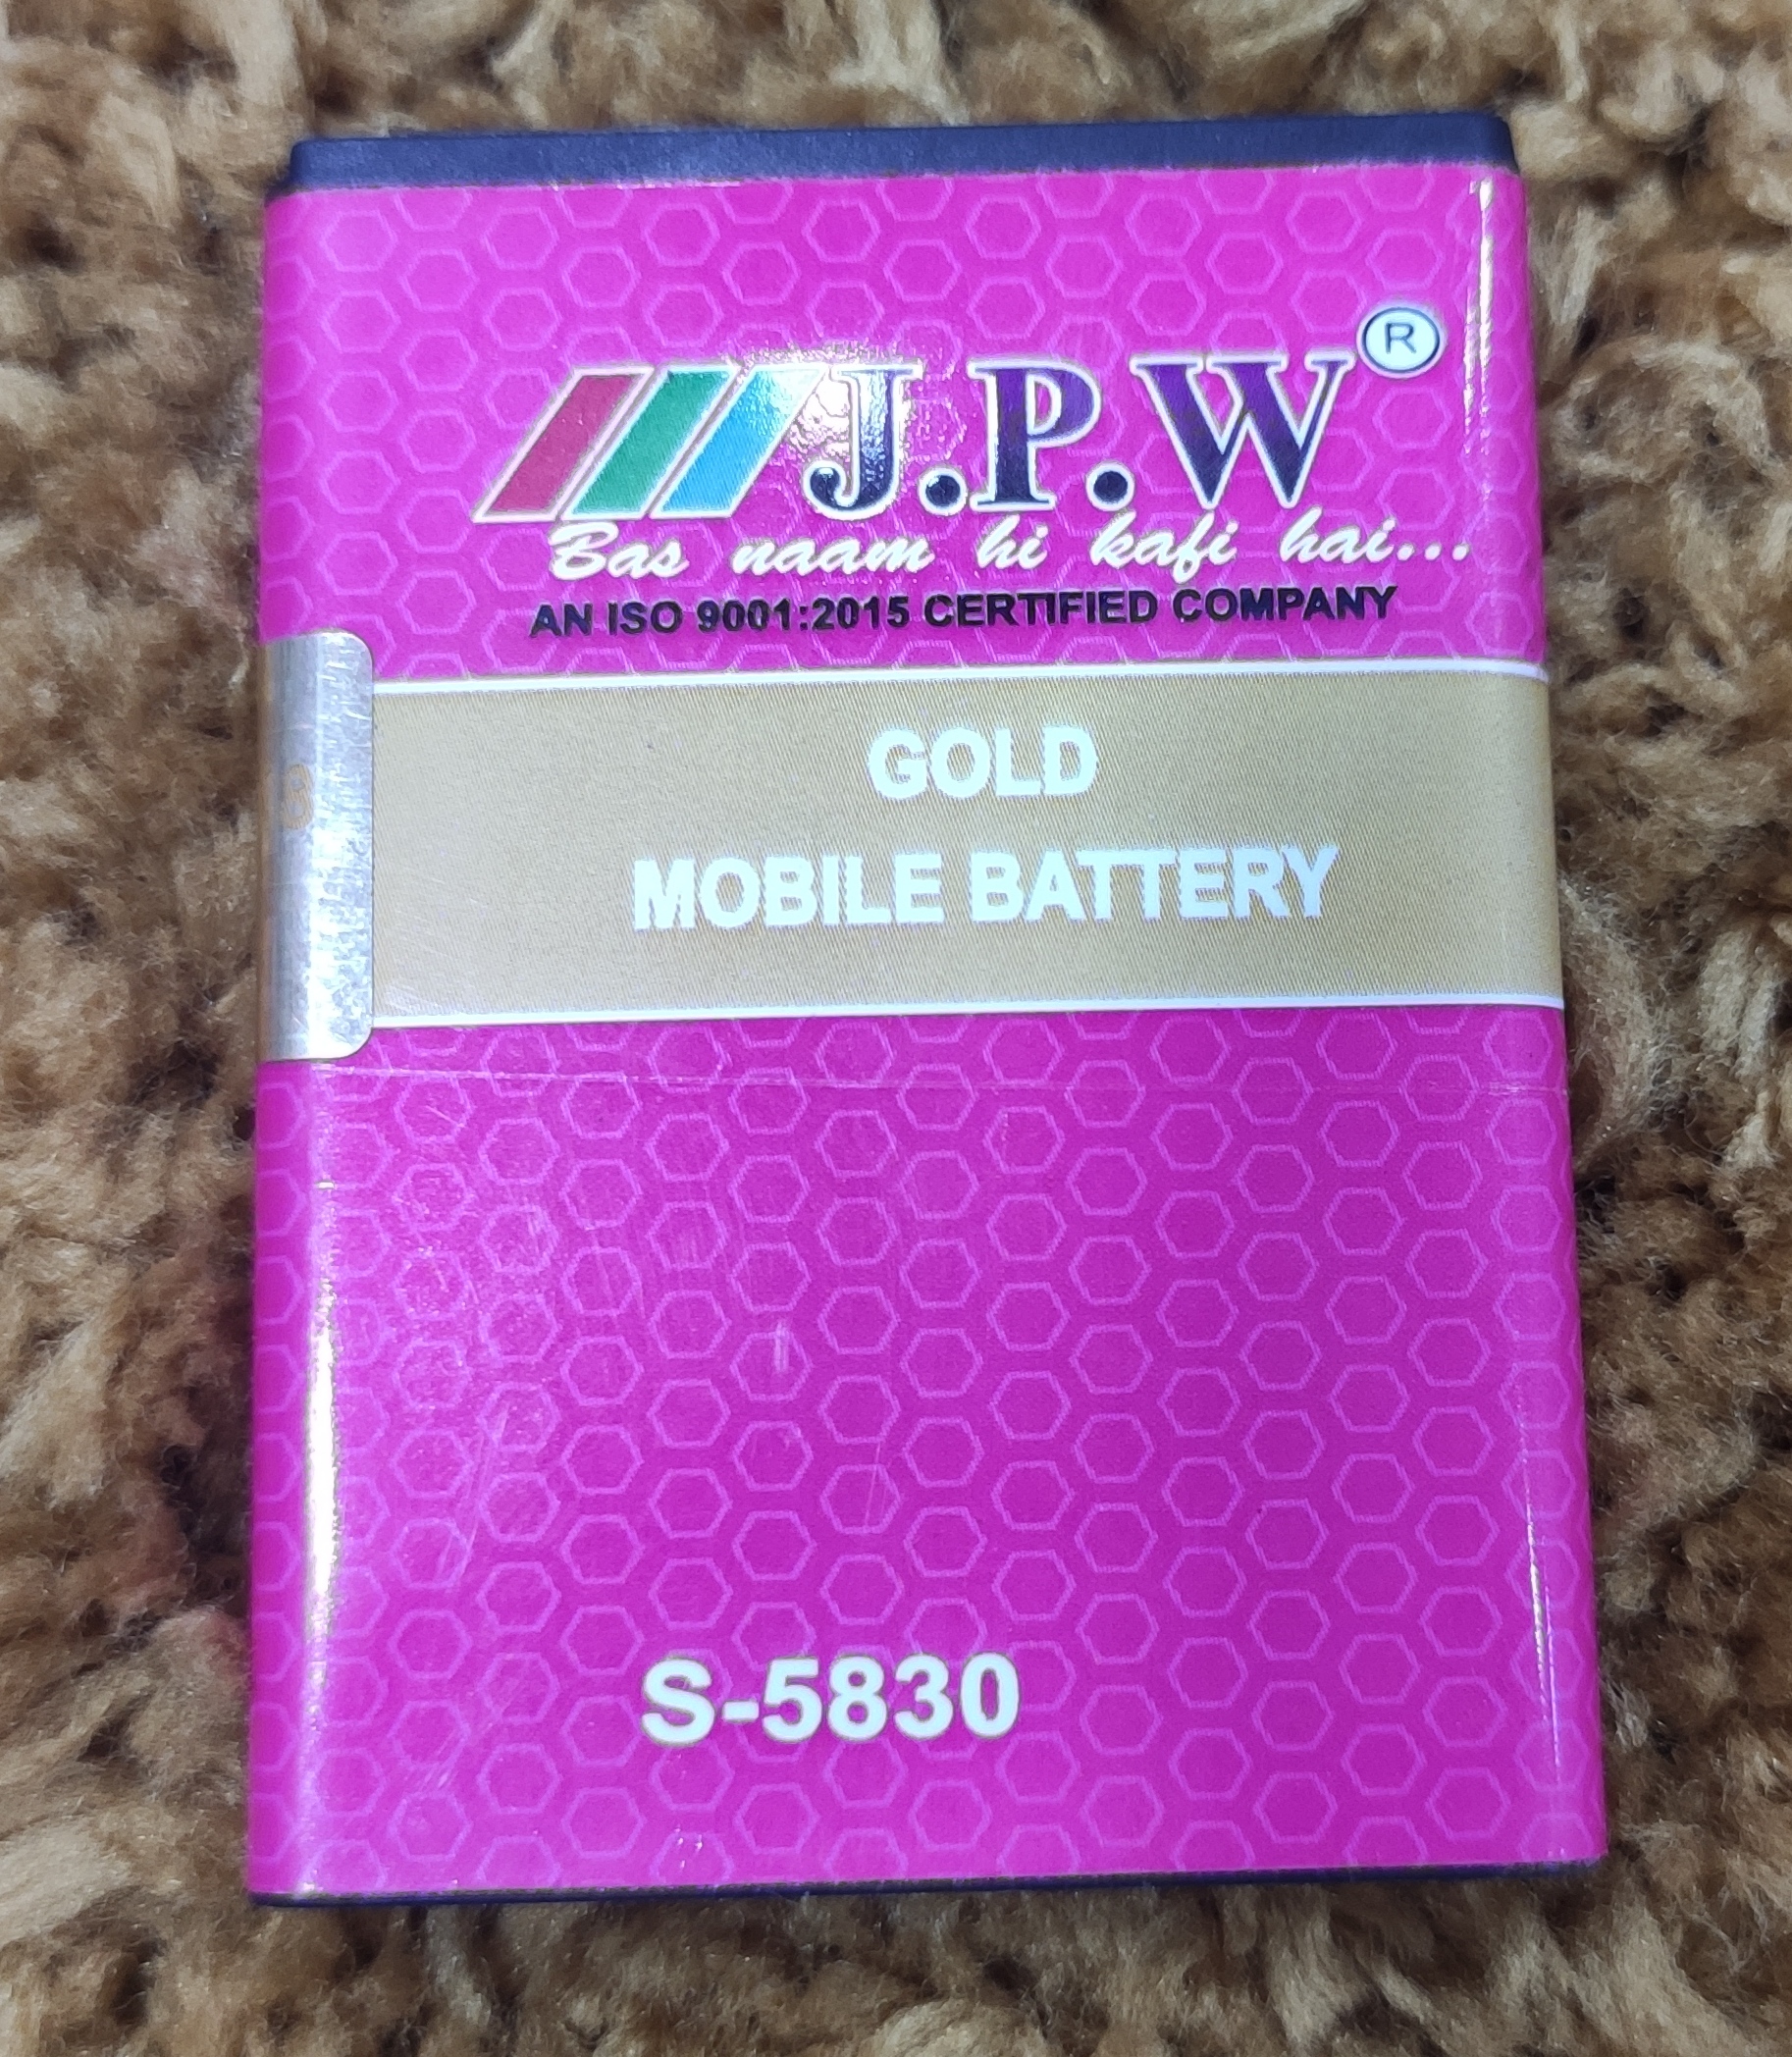 J.P.W®
Bas naam hi kafi hai...
AN ISO 9001:2015 CERTIFIED COMPANY
GOLD
MOBILE BATTERY
S-5830